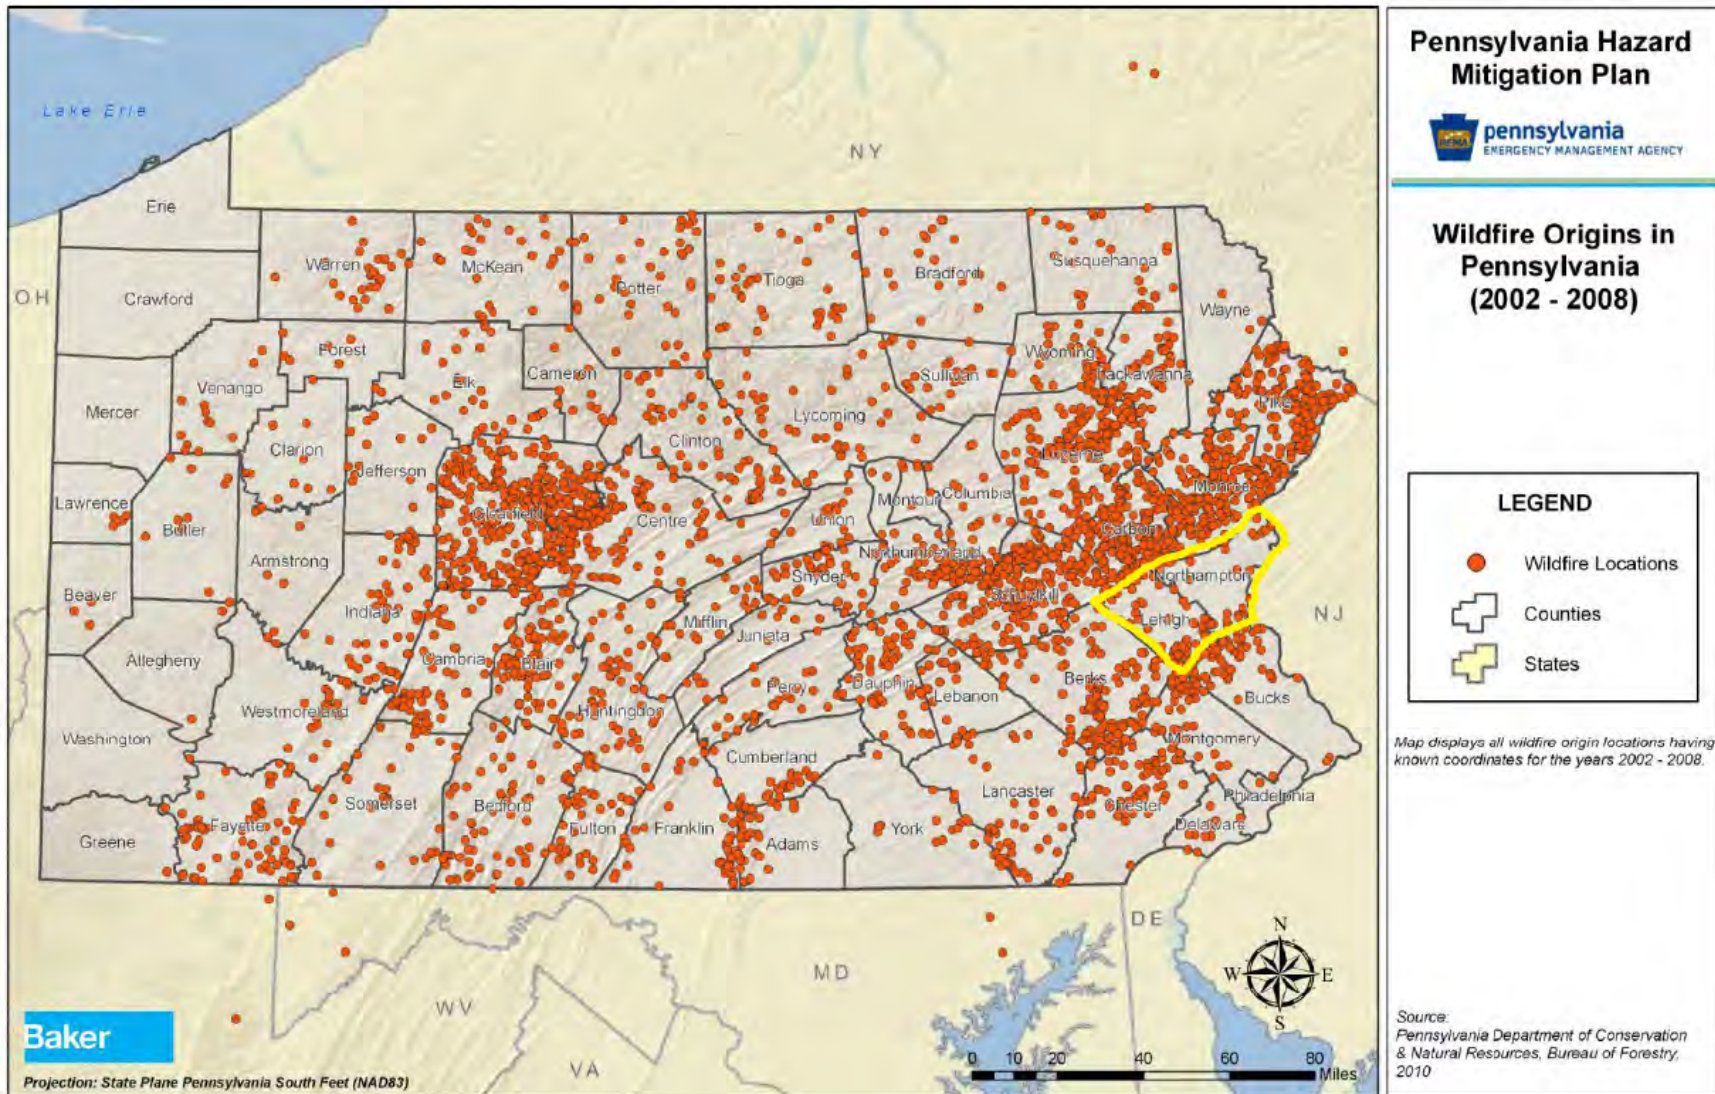 Pennsylvania Hazard
Mitigation Plan
PEMA
pennsylvania
EMERGENCY MANAGEMENT AGENCY
Wildfire Origins in
Pennsylvania
(2002 - 2008)
LEGEND
Wildfire Locations
Counties
States
Map displays all wildfire origin locations having
known coordinates for the years 2002 - 2008.
Source:
Pennsylvania Department of Conservation
& Natural Resources, Bureau of Forestry,
2010
Lake Erie
NY
Erie
Warren
McKean
Potter
Tioga
Bradford
Susquehanna
OH
Crawford
Wayne
Forest
Wyoming
Lackawanna
Venango
Elk
Cameron
Sullivan
Mercer
Pike
Lycoming
Clarion
Clinton
Jefferson
Luzerne
Lawrence
Clearfield
Centre
Montour
Columbia
Monroe
Butler
Union
Carbon
Armstrong
Northumberland
Snyder
Northampton
Beaver
Schuylkill
Indiana
Mifflin
Juniata
Lehigh
NJ
Allegheny
Cambria
Blair
Perry
Dauphin
Lebanon
Berks
Bucks
Westmoreland
Huntingdon
Washington
Montgomery
Cumberland
Somerset
Bedford
Lancaster
Chester
Philadelphia
Greene
Fayette
Fulton
Franklin
Adams
York
Delaware
DE
MD
WV
VA
N
W
E
S
Baker
0 10 20 40 60 80
Miles
Projection: State Plane Pennsylvania South Feet (NAD83)